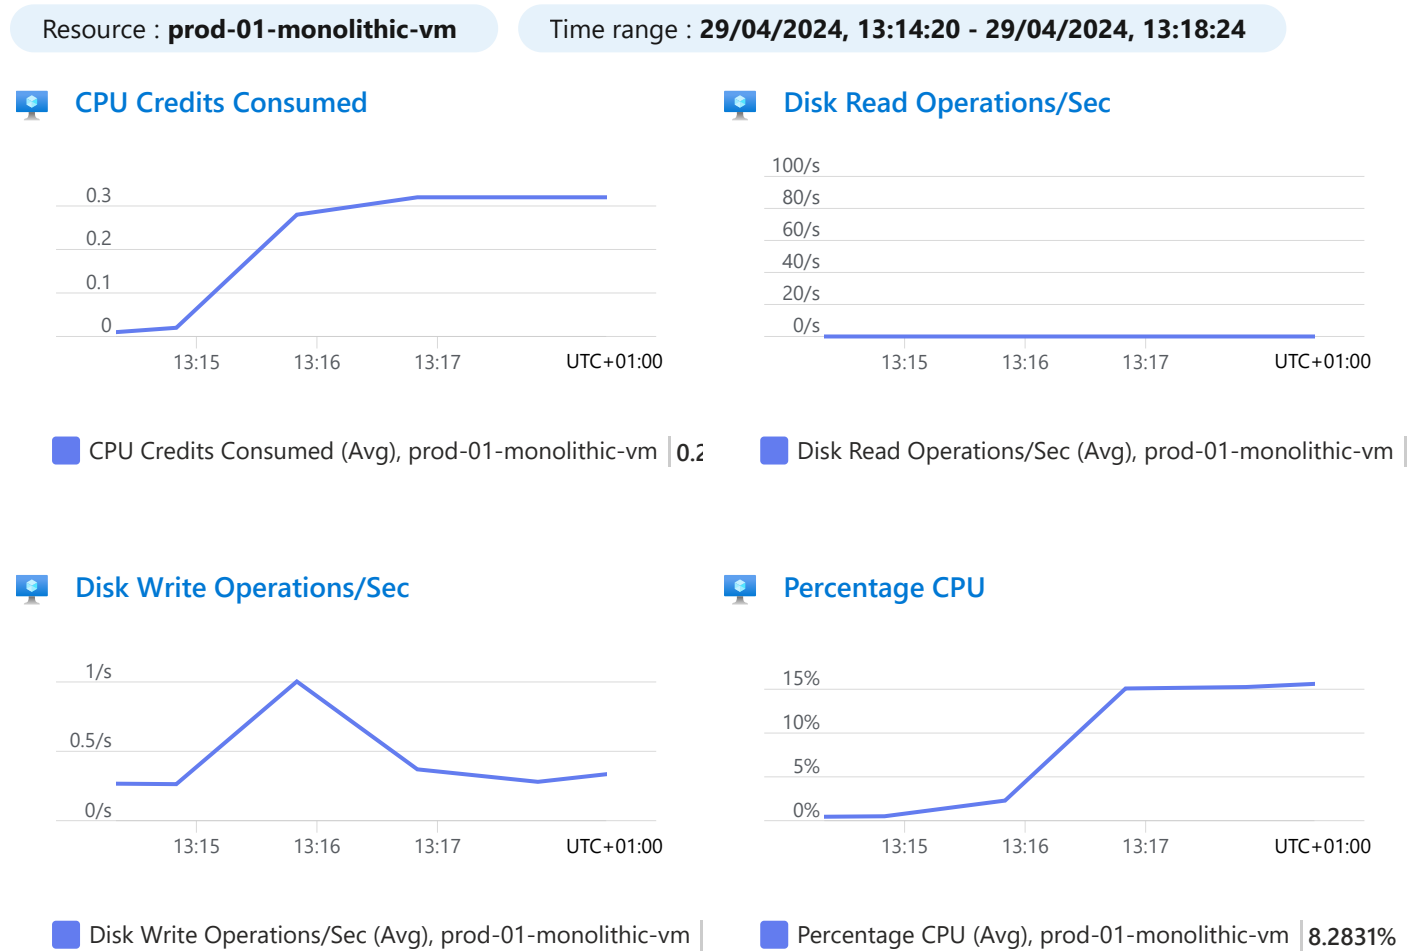 Resource : prod-01-monolithic-vm
Time range : 29/04/2024, 13:14:20 - 29/04/2024, 13:18:24
CPU Credits Consumed
0.3
0.2
0.1
0
13:15 13:16 13:17 UTC+01:00
CPU Credits Consumed (Avg), prod-01-monolithic-vm
Disk Read Operations/Sec
100/s
80/s
60/s
40/s
20/s
0/s
13:15 13:16 13:17 UTC+01:00
Disk Read Operations/Sec (Avg), prod-01-monolithic-vm
Disk Write Operations/Sec
1/s
0.5/s
0/s
13:15 13:16 13:17 UTC+01:00
Disk Write Operations/Sec (Avg), prod-01-monolithic-vm
Percentage CPU
15%
10%
5%
0%
13:15 13:16 13:17 UTC+01:00
Percentage CPU (Avg), prod-01-monolithic-vm 8.2831%